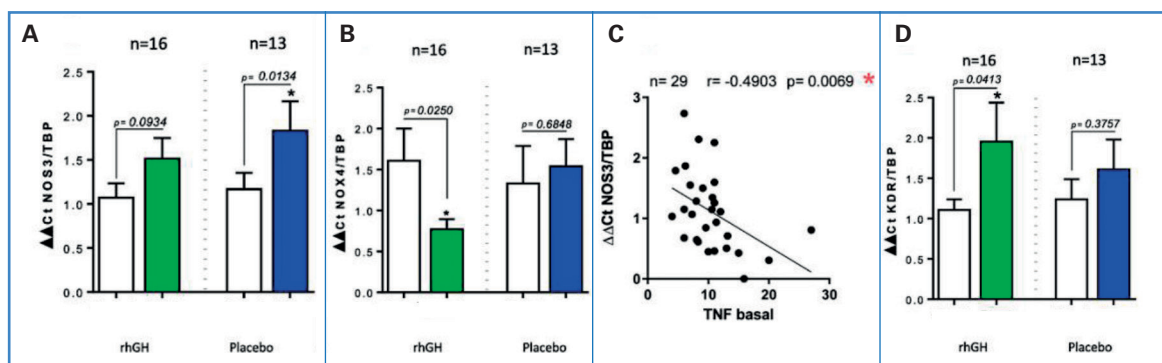 A
n=16 n=13
2.5
2.0
1.5
1.0
0.5
0.0
▲▲Ct NOS3/TBP
p= 0.0934
p= 0.0134
*
rhGH Placebo
B
n=16 n=13
2.5
2.0
1.5
1.0
0.5
0.0
▲▲Ct NOX4/TBP
p= 0.0250
*
p= 0.6848
rhGH Placebo
C
n= 29 r= -0.4903 p= 0.0069 *
3
2
1
0
ΔΔCt NOS3/TBP
0 10 20 30
TNF basal
D
n=16 n=13
2.5
2.0
1.5
1.0
0.5
0.0
▲▲Ct KDR/TBP
p= 0.0413
*
p= 0.3757
rhGH Placebo